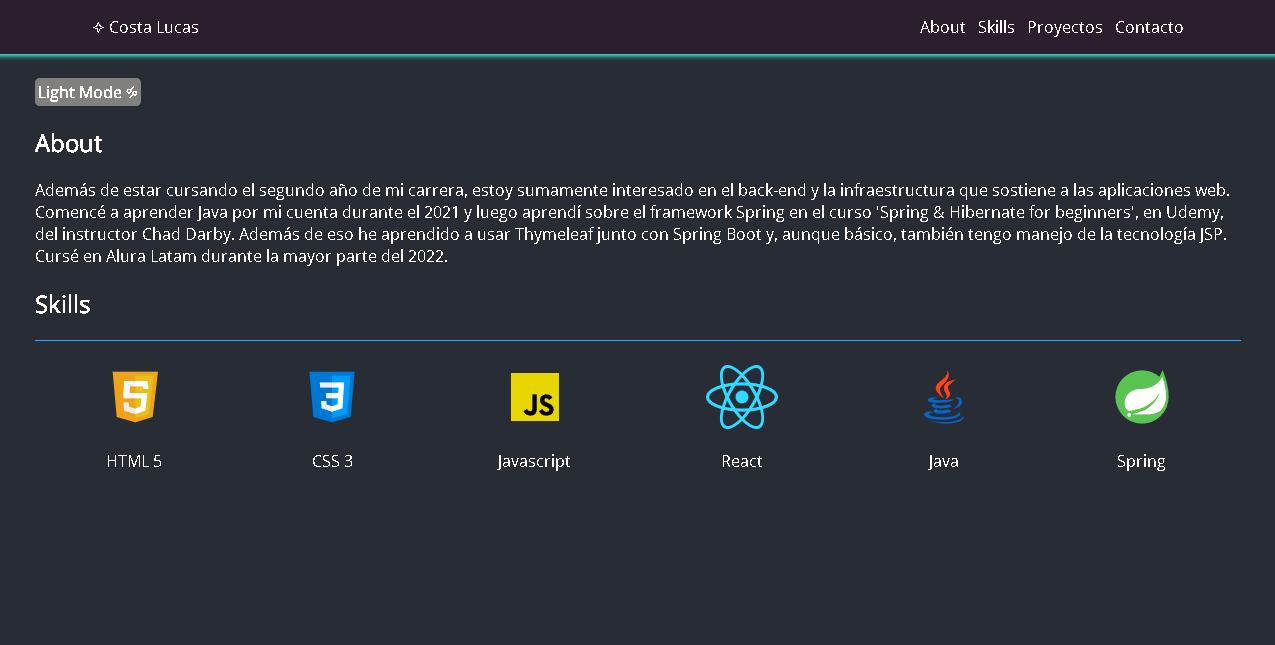 ✧ Costa Lucas
About Skills Proyectos Contacto
Light Mode
About
Además de estar cursando el segundo año de mi carrera, estoy sumamente interesado en el back-end y la infraestructura que sostiene a las aplicaciones web.
Comencé a aprender Java por mi cuenta durante el 2021 y luego aprendí sobre el framework Spring en el curso 'Spring & Hibernate for beginners', en Udemy,
del instructor Chad Darby. Además de eso he aprendido a usar Thymeleaf junto con Spring Boot y, aunque básico, también tengo manejo de la tecnología JSP.
Cursé en Alura Latam durante la mayor parte del 2022.
Skills
5 3 JS
HTML 5 CSS 3 Javascript React Java Spring